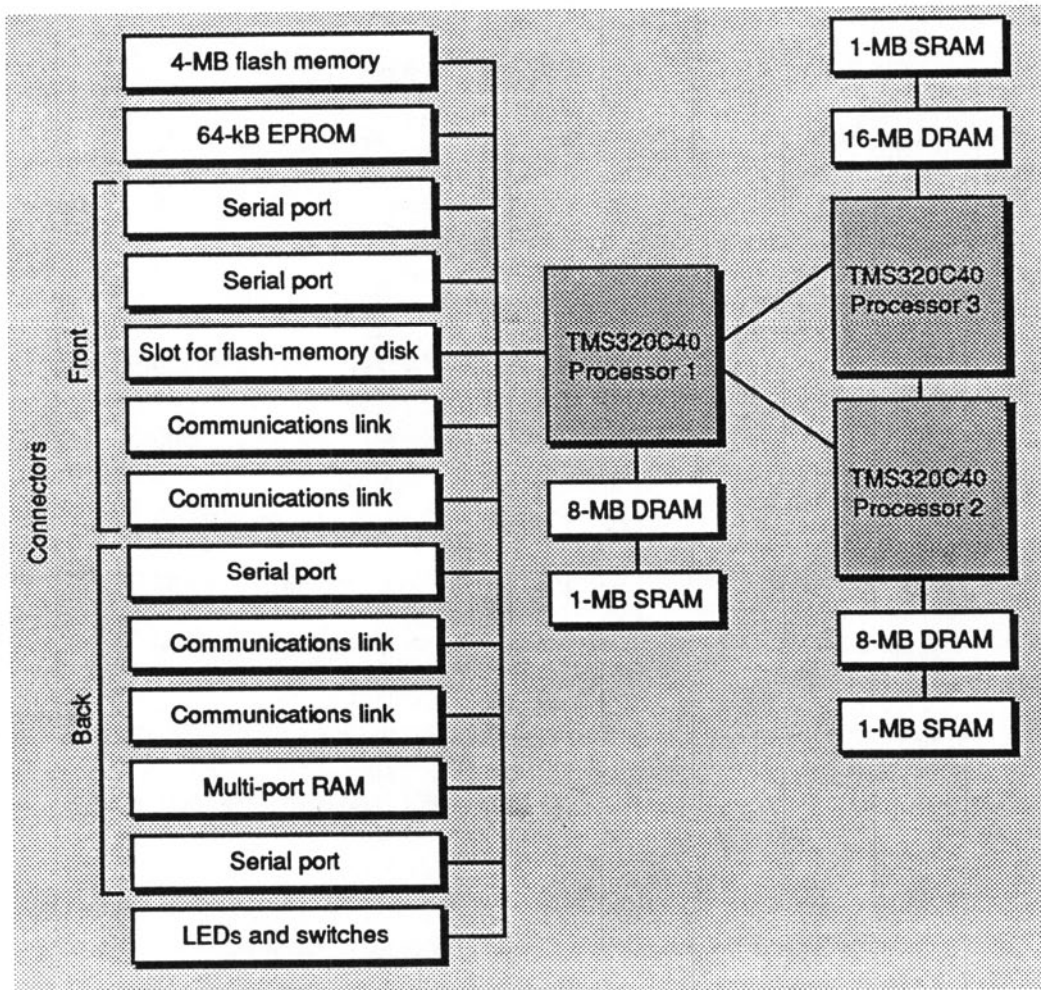 4-MB flash memory
64-kB EPROM
Serial port
Serial port
Slot for flash-memory disk
Communications link
Communications link
Serial port
Communications link
Communications link
Multi-port RAM
Serial port
LEDs and switches
Connectors
Front
Back
TMS320C40
Processor 1
8-MB DRAM
1-MB SRAM
1-MB SRAM
16-MB DRAM
TMS320C40
Processor 3
TMS320C40
Processor 2
8-MB DRAM
1-MB SRAM